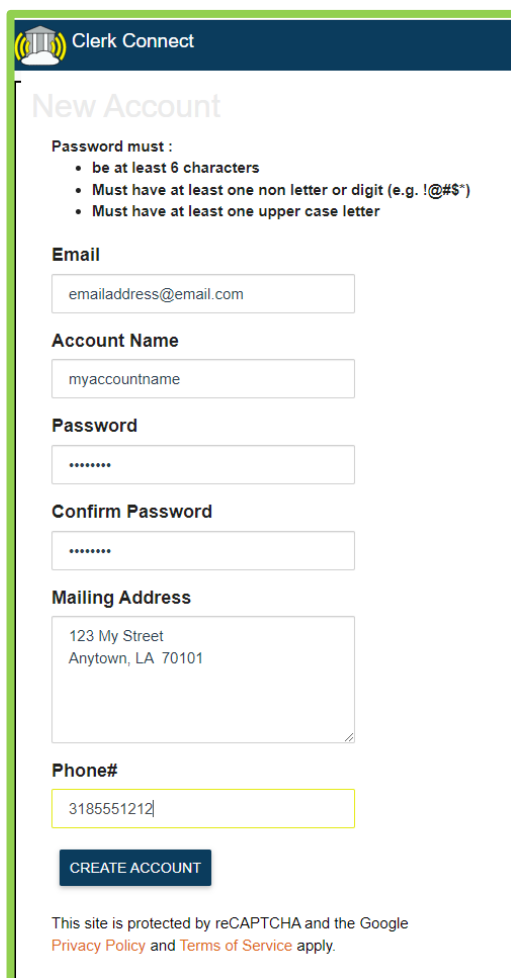 Clerk Connect
New Account
Password must :
• be at least 6 characters
• Must have at least one non letter or digit (e.g. !@#$*)
• Must have at least one upper case letter
Email
emailaddress@email.com
Account Name
myaccountname
Password
••••••••
Confirm Password
••••••••
Mailing Address
123 My Street
Anytown, LA  70101
Phone#
3185551212
CREATE ACCOUNT
This site is protected by reCAPTCHA and the Google
Privacy Policy and Terms of Service apply.